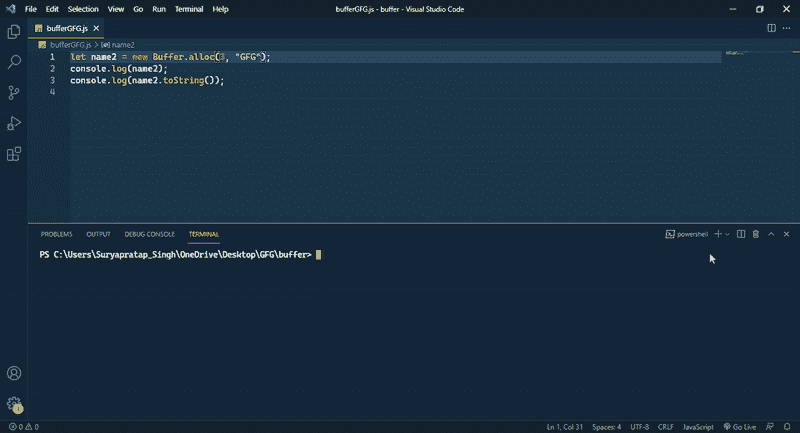 File Edit Selection View Go Run Terminal Help bufferGFG.js - buffer - Visual Studio Code
bufferGFG.js
bufferGFG.js > name2
1 let name2 = new Buffer.alloc(3, "GFG");
2 console.log(name2);
3 console.log(name2.toString());
4
PROBLEMS OUTPUT DEBUG CONSOLE TERMINAL powershell
PS C:\Users\Suryapratap_Singh\OneDrive\Desktop\GFG\buffer>
0 0 Ln 1, Col 31 Spaces: 4 UTF-8 CRLF JavaScript Go Live